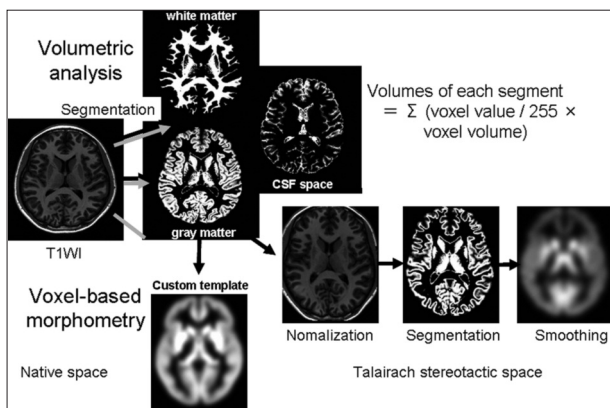 white matter
Volumetric
analysis
Segmentation
Volumes of each segment
= Σ (voxel value / 255 ×
voxel volume)
CSF space
T1WI
gray matter
Voxel-based
morphometry
Custom template
Nomalization
Segmentation
Smoothing
Native space
Talairach stereotactic space